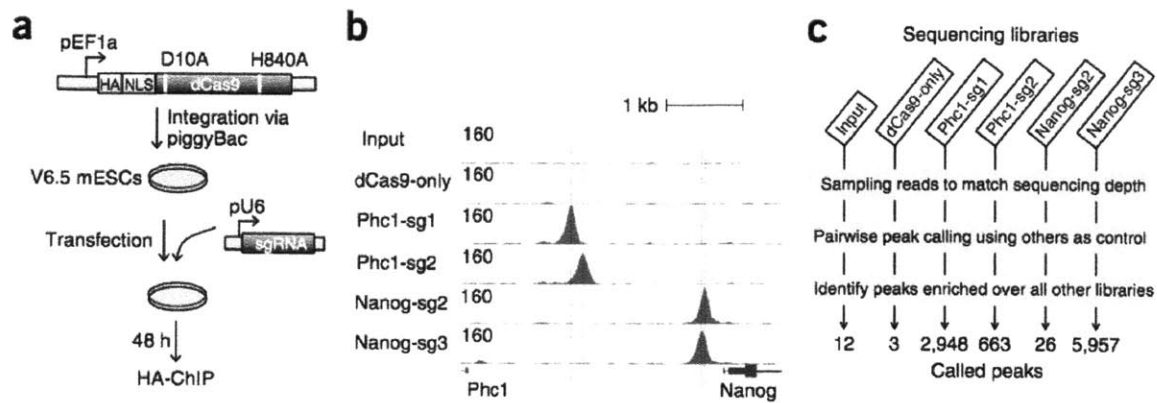 a
pEF1a
D10A H840A
HA NLS dCas9
Integration via
piggyBac
V6.5 mESCs
pU6
Transfection
sgRNA
48 h
HA-ChIP
b
1 kb
Input 160
dCas9-only 160
Phc1-sg1 160
Phc1-sg2 160
Nanog-sg2 160
Nanog-sg3 160
Phc1 Nanog
c
Sequencing libraries
Input dCas9-only Phc1-sg1 Phc1-sg2 Nanog-sg2 Nanog-sg3
Sampling reads to match sequencing depth
Pairwise peak calling using others as control
Identify peaks enriched over all other libraries
12 3 2,948 663 26 5,957
Called peaks